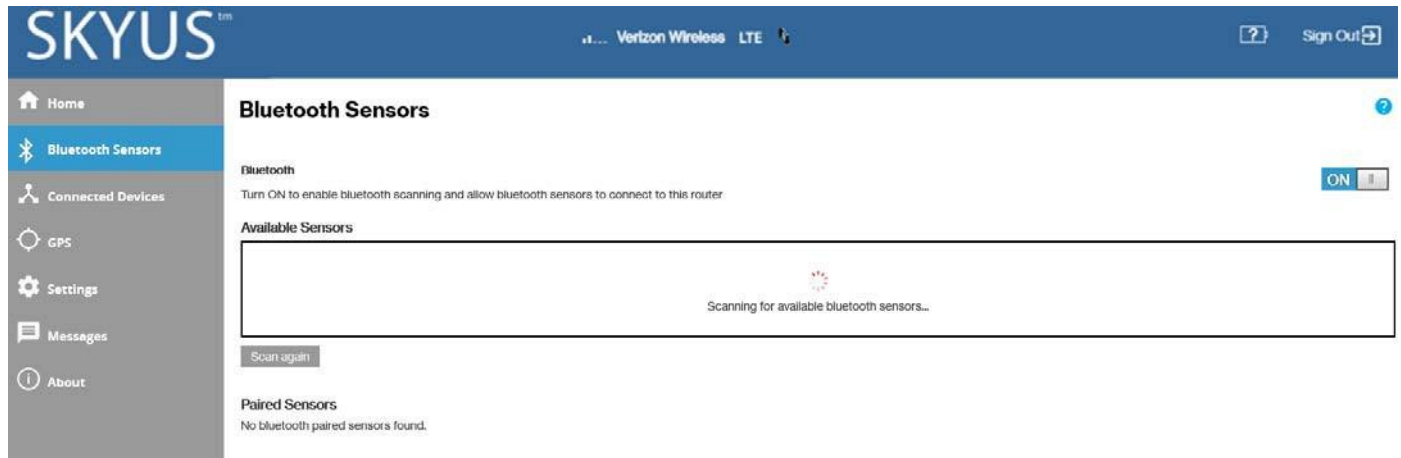 SKYUS™
Verizon Wireless LTE
?
Sign Out
Home
Bluetooth Sensors
Connected Devices
GPS
Settings
Messages
About
Bluetooth Sensors
?
Bluetooth
Turn ON to enable bluetooth scanning and allow bluetooth sensors to connect to this router
ON
Available Sensors
Scanning for available bluetooth sensors...
Scan again
Paired Sensors
No bluetooth paired sensors found.